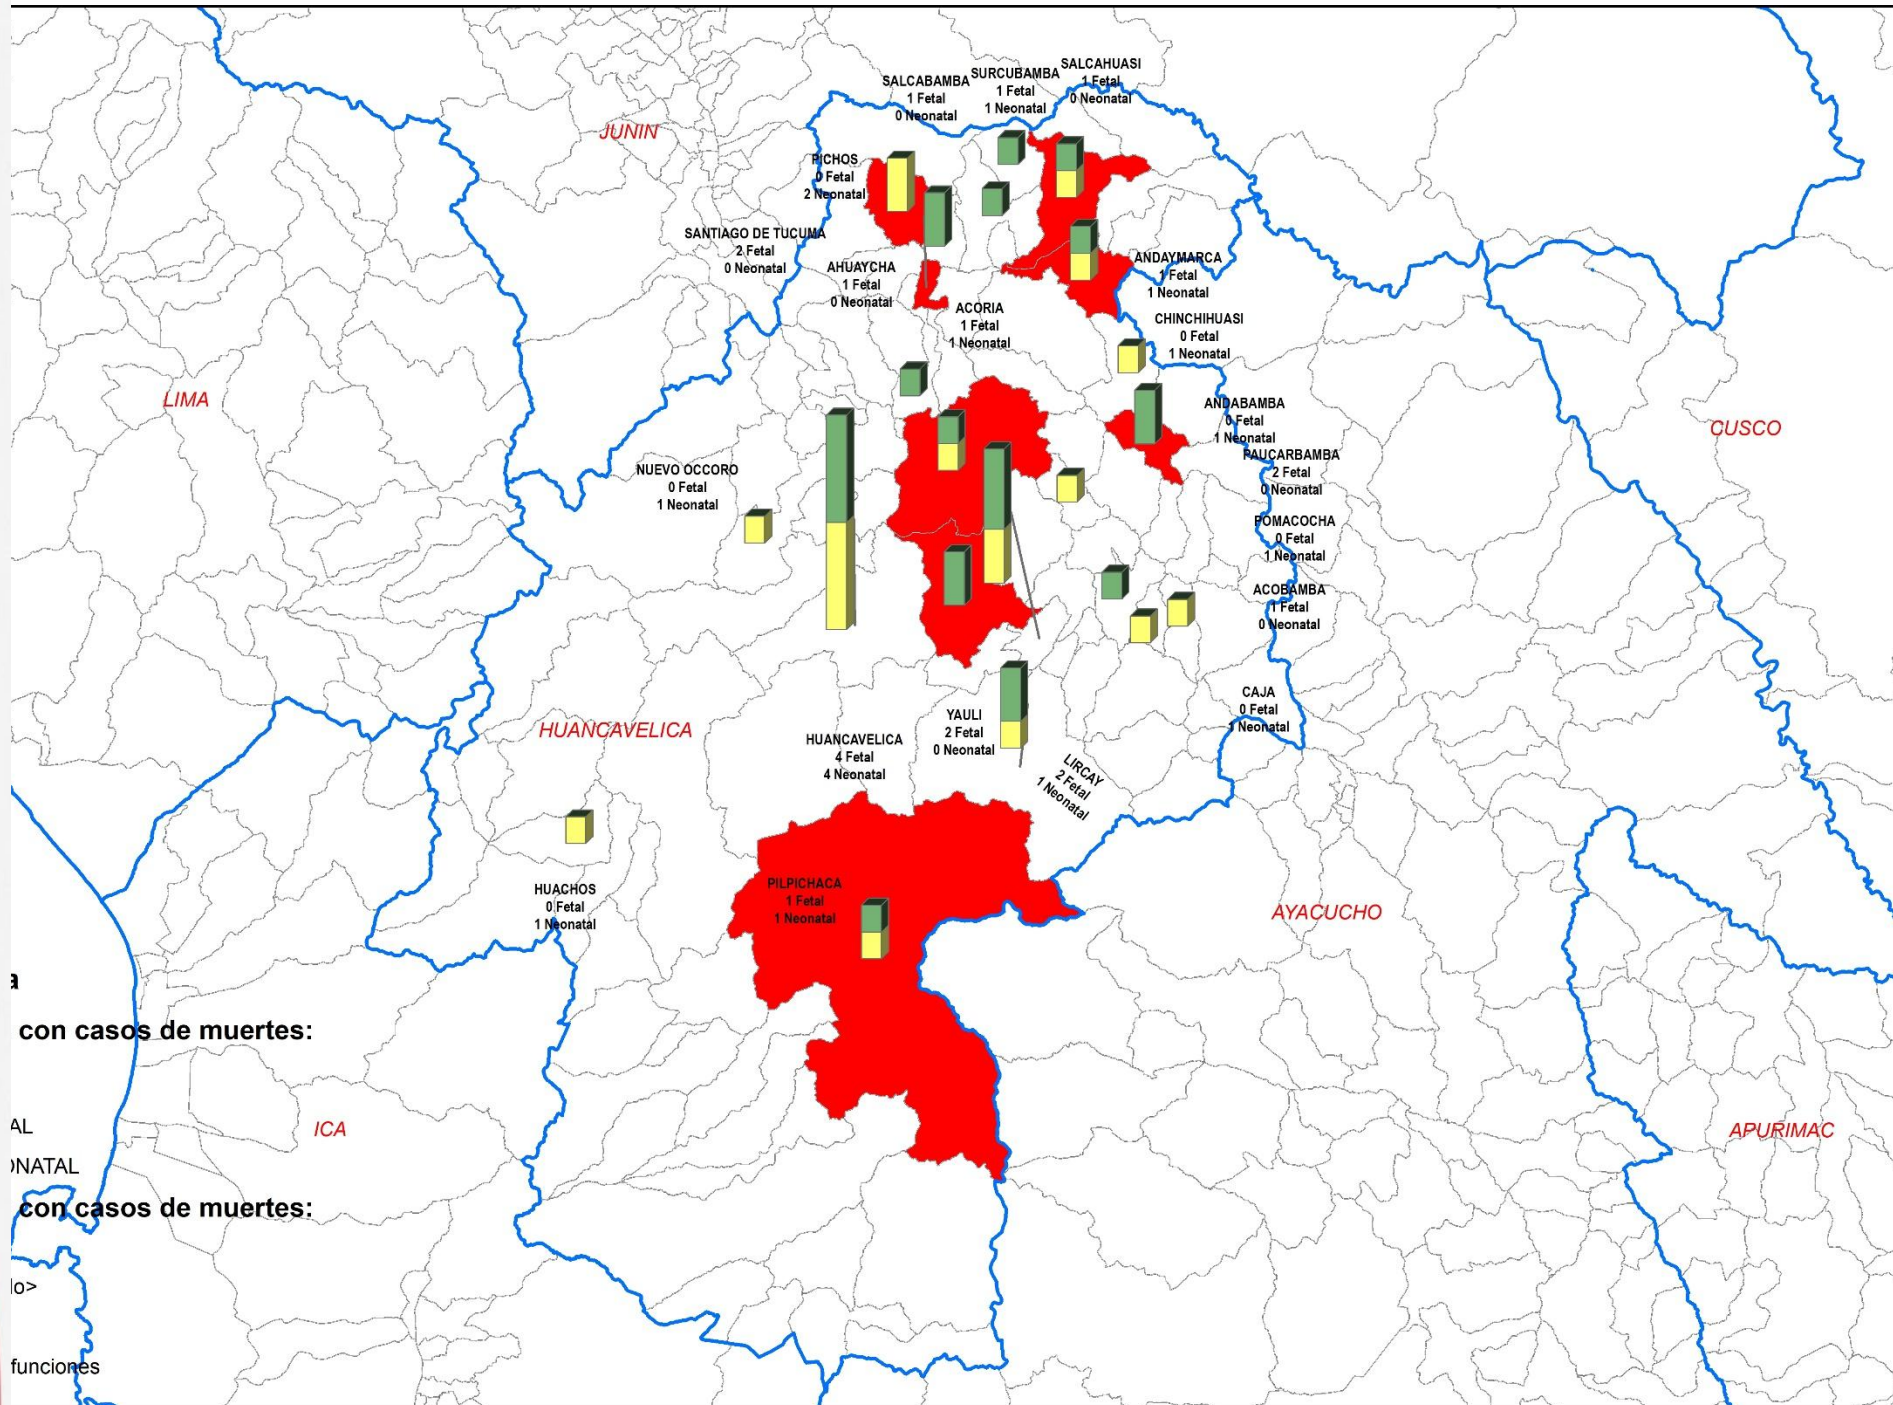 SALCABAMBA
1 Fetal
0 Neonatal
SURCUBAMBA
1 Fetal
1 Neonatal
SALCAHUASI
1 Fetal
0 Neonatal
JUNIN
PICHOS
0 Fetal
2 Neonatal
SANTIAGO DE TUCUMA
2 Fetal
0 Neonatal
AHUAYCHA
1 Fetal
0 Neonatal
ACORIA
1 Fetal
1 Neonatal
ANDAYMARCA
1 Fetal
1 Neonatal
CHINCHIHUASI
0 Fetal
1 Neonatal
LIMA
ANDABAMBA
0 Fetal
1 Neonatal
CUSCO
PAUCARBAMBA
2 Fetal
0 Neonatal
NUEVO OCCORO
0 Fetal
1 Neonatal
POMACOCHA
0 Fetal
1 Neonatal
ACOBAMBA
1 Fetal
0 Neonatal
CAJA
0 Fetal
1 Neonatal
HUANCAVELICA
HUANCAVELICA
4 Fetal
4 Neonatal
YAULI
2 Fetal
0 Neonatal
LIRCAY
2 Fetal
1 Neonatal
HUACHOS
0 Fetal
1 Neonatal
PILPICHACA
1 Fetal
1 Neonatal
AYACUCHO
a
con casos de muertes:
ICA
APURIMAC
AL
ONATAL
con casos de muertes:
do>
funciones